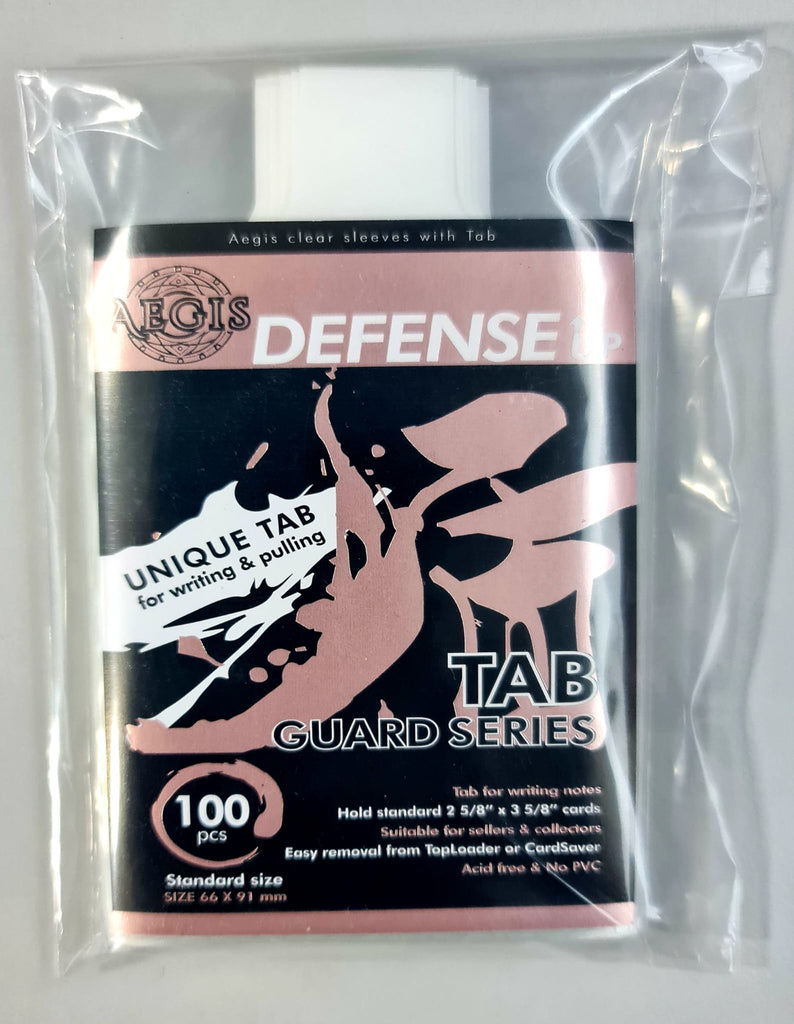 Aegis clear sleeves with Tab
AEGIS
DEFENSE UP
UNIQUE TAB
for writing & pulling
TAB
GUARD SERIES
100
pcs
Standard size
SIZE 66 X 91 mm
Tab for writing notes
Hold standard 2 5/8" x 3 5/8" cards
Suitable for sellers & collectors
Easy removal from TopLoader or CardSaver
Acid free & No PVC